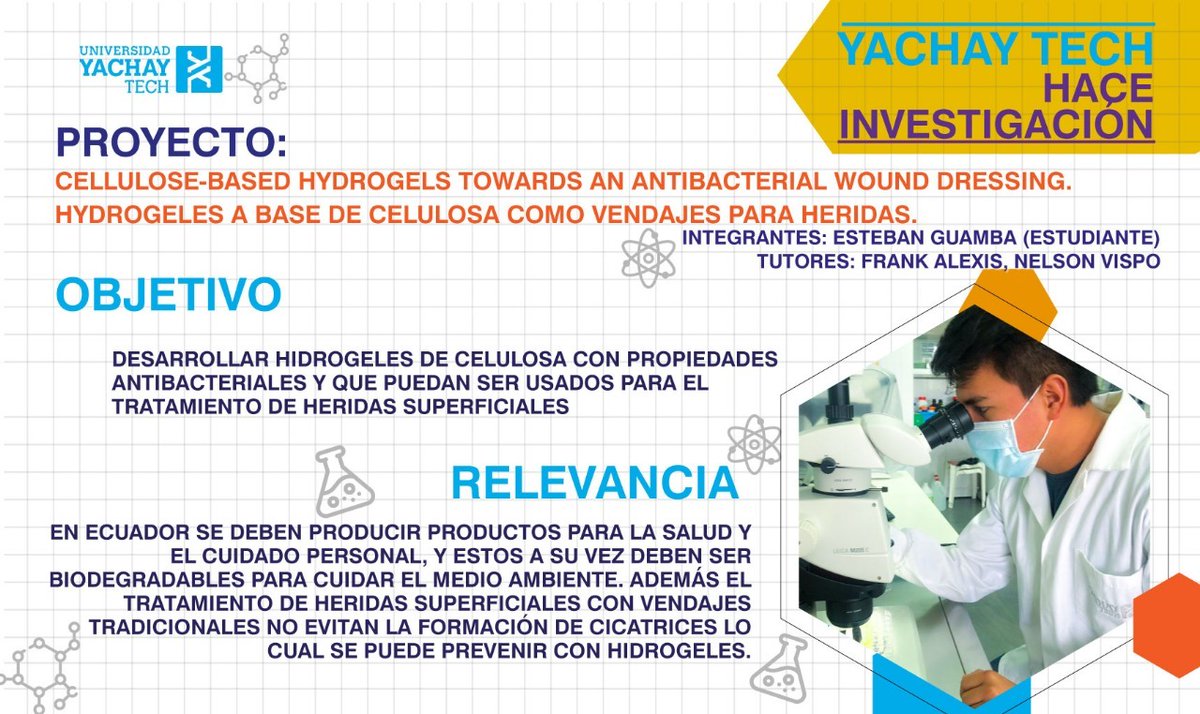 UNIVERSIDAD
YACHAY
TECH
YACHAY TECH
HACE
INVESTIGACIÓN
PROYECTO:
CELLULOSE-BASED HYDROGELS TOWARDS AN ANTIBACTERIAL WOUND DRESSING.
HYDROGELES A BASE DE CELULOSA COMO VENDAJES PARA HERIDAS.
INTEGRANTES: ESTEBAN GUAMBA (ESTUDIANTE)
TUTORES: FRANK ALEXIS, NELSON VISPO
OBJETIVO
DESARROLLAR HIDROGELES DE CELULOSA CON PROPIEDADES
ANTIBACTERIALES Y QUE PUEDAN SER USADOS PARA EL
TRATAMIENTO DE HERIDAS SUPERFICIALES
RELEVANCIA
EN ECUADOR SE DEBEN PRODUCIR PRODUCTOS PARA LA SALUD Y
EL CUIDADO PERSONAL, Y ESTOS A SU VEZ DEBEN SER
BIODEGRADABLES PARA CUIDAR EL MEDIO AMBIENTE. ADEMÁS EL
TRATAMIENTO DE HERIDAS SUPERFICIALES CON VENDAJES
TRADICIONALES NO EVITAN LA FORMACIÓN DE CICATRICES LO
CUAL SE PUEDE PREVENIR CON HIDROGELES.